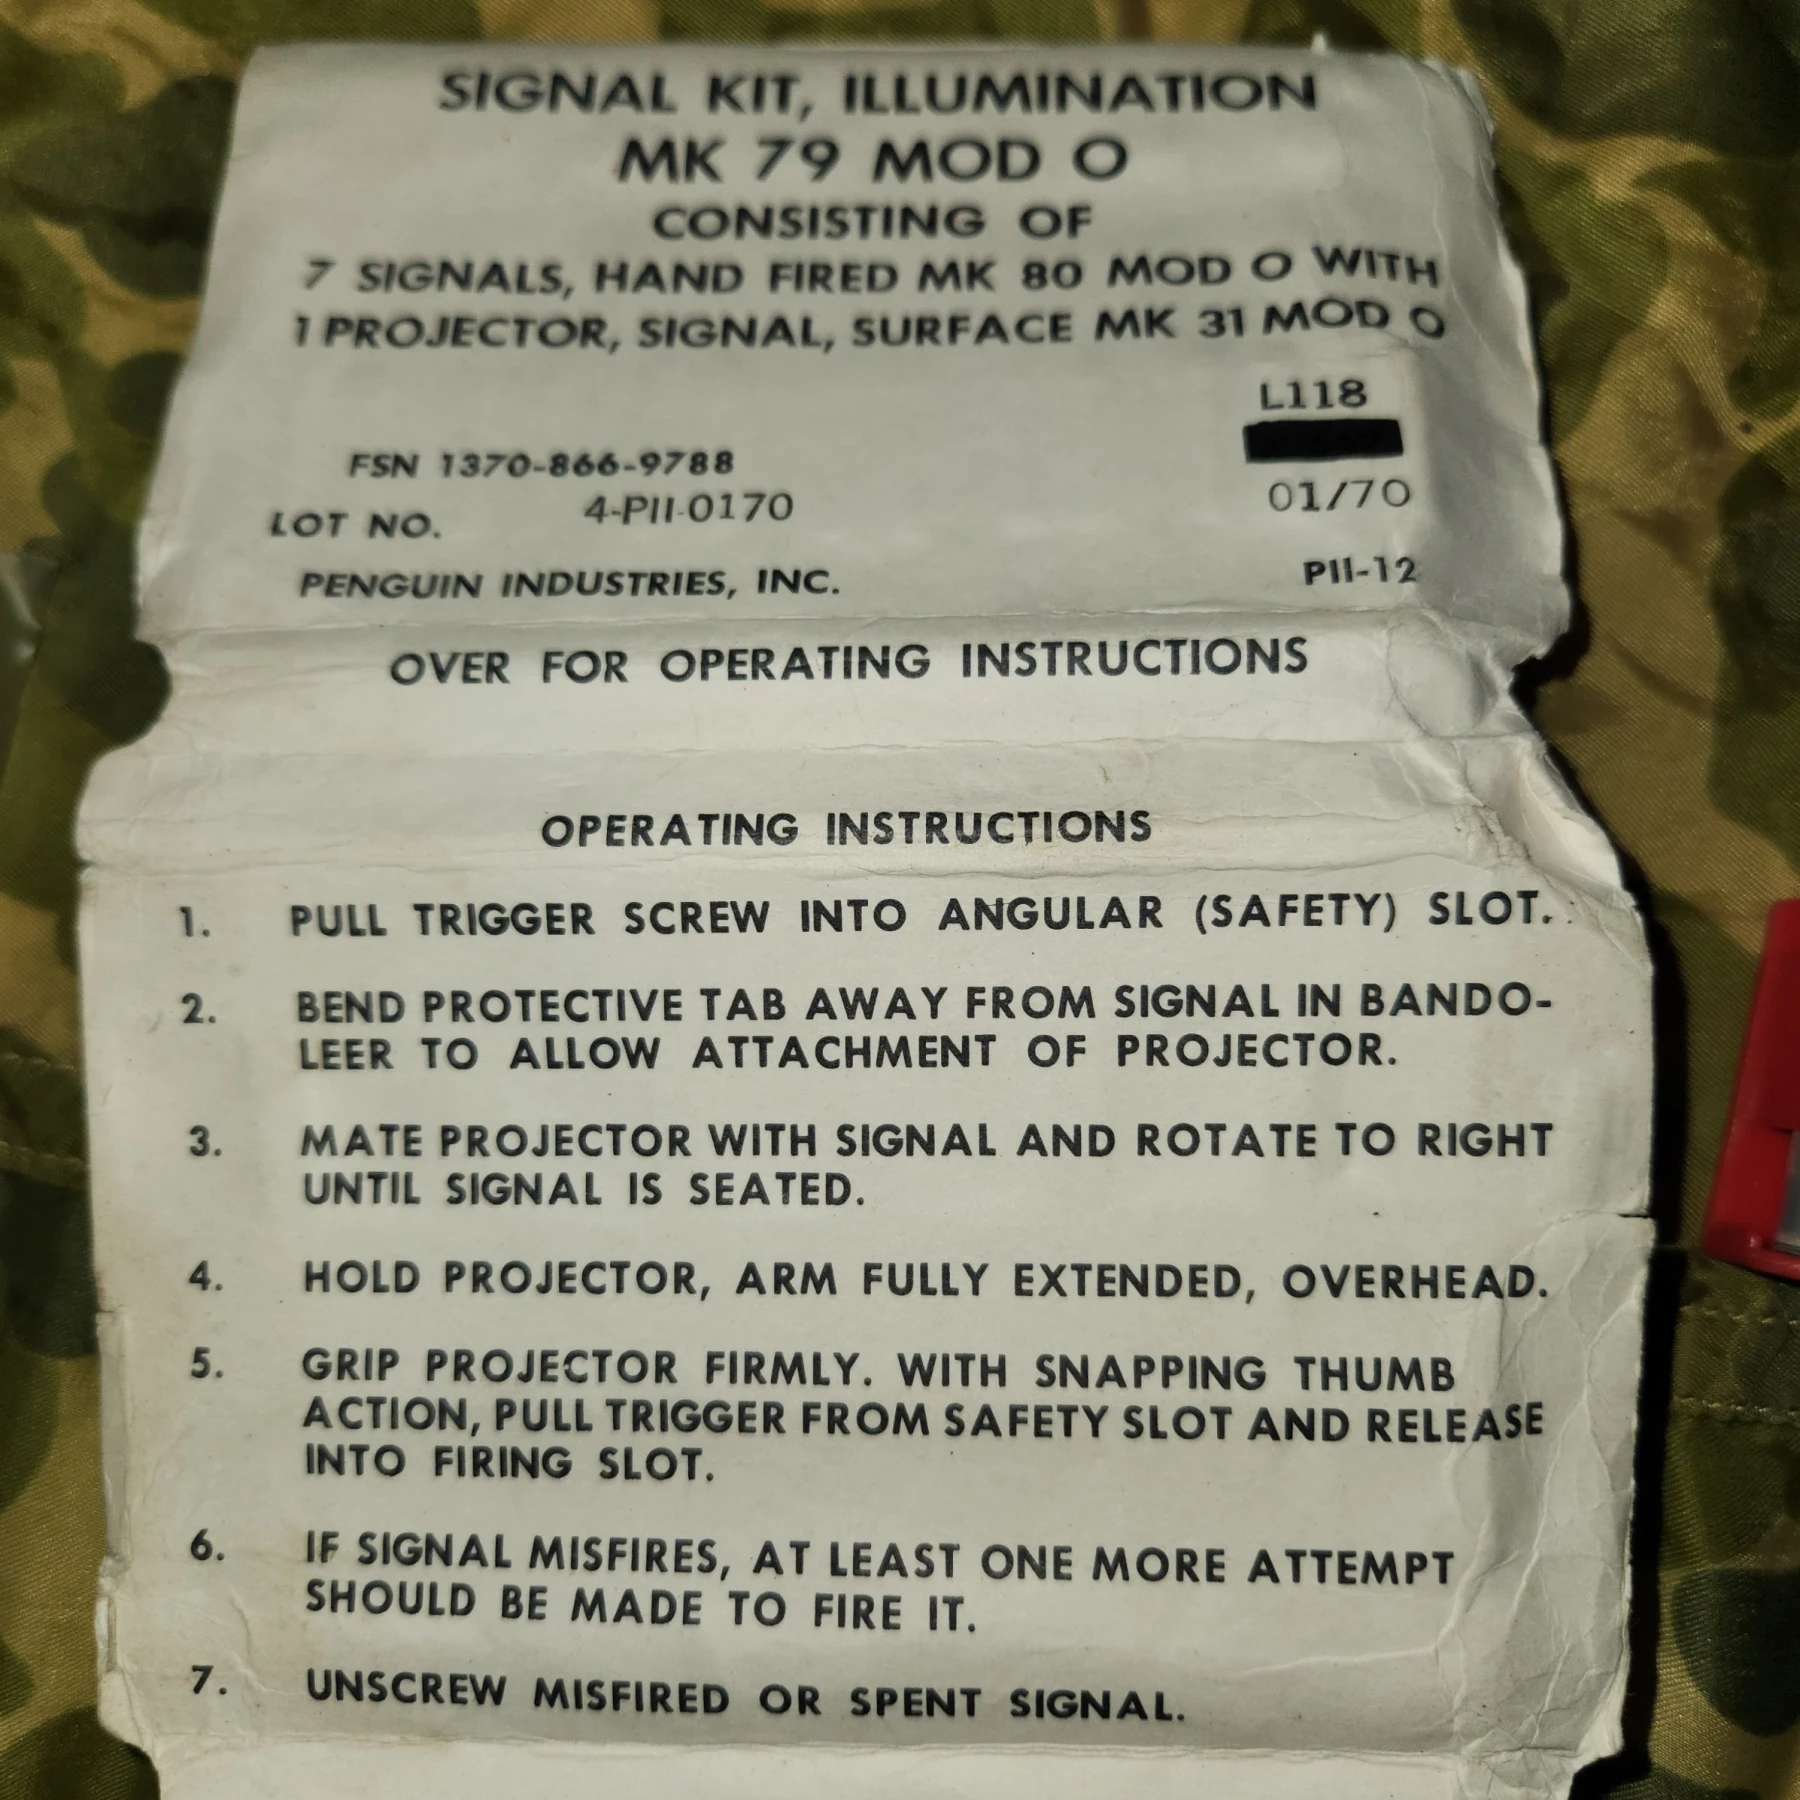 SIGNAL KIT, ILLUMINATION
MK 79 MOD O
CONSISTING OF
7 SIGNALS, HAND FIRED MK 80 MOD O WITH
1 PROJECTOR, SIGNAL, SURFACE MK 31 MOD O
L118
FSN 1370-866-9788
01/70
LOT NO. 4-PII-0170
PENGUIN INDUSTRIES, INC. PII-12
OVER FOR OPERATING INSTRUCTIONS
OPERATING INSTRUCTIONS
1. PULL TRIGGER SCREW INTO ANGULAR (SAFETY) SLOT.
2. BEND PROTECTIVE TAB AWAY FROM SIGNAL IN BANDO-
LEER TO ALLOW ATTACHMENT OF PROJECTOR.
3. MATE PROJECTOR WITH SIGNAL AND ROTATE TO RIGHT
UNTIL SIGNAL IS SEATED.
4. HOLD PROJECTOR, ARM FULLY EXTENDED, OVERHEAD.
5. GRIP PROJECTOR FIRMLY. WITH SNAPPING THUMB
ACTION, PULL TRIGGER FROM SAFETY SLOT AND RELEASE
INTO FIRING SLOT.
6. IF SIGNAL MISFIRES, AT LEAST ONE MORE ATTEMPT
SHOULD BE MADE TO FIRE IT.
7. UNSCREW MISFIRED OR SPENT SIGNAL.